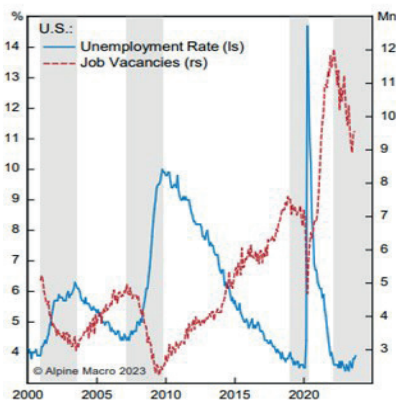 % Mn
U.S.:
Unemployment Rate (ls)
Job Vacancies (rs)
14 12
13 11
12 10
11 9
10 8
9 7
8 6
7 5
6 4
5 3
4
© Alpine Macro 2023
2000 2005 2010 2015 2020